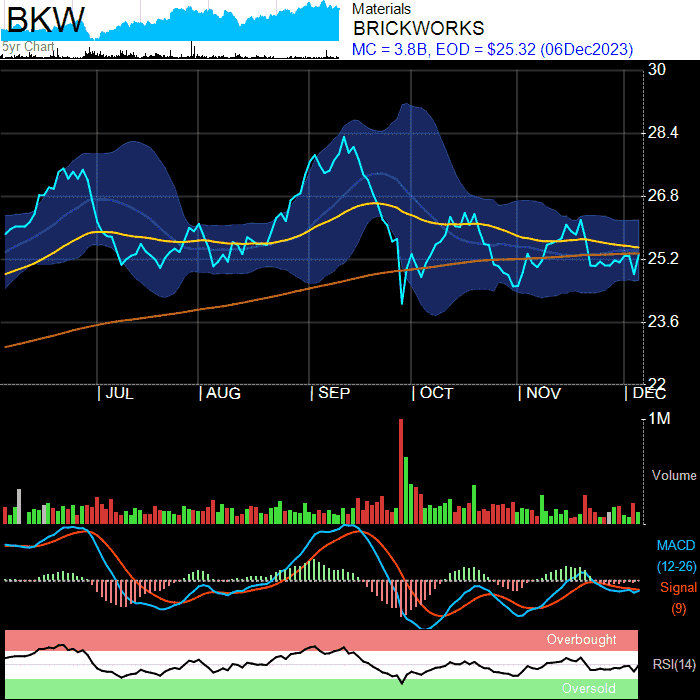 BKW
5yr Chart
Materials
BRICKWORKS
MC = 3.8B, EOD = $25.32 (06Dec2023)
30
28.4
26.8
25.2
23.6
22
| JUL | AUG | SEP | OCT | NOV | DEC
1M
Volume
MACD
(12-26)
Signal
(9)
Overbought
RSI(14)
Oversold